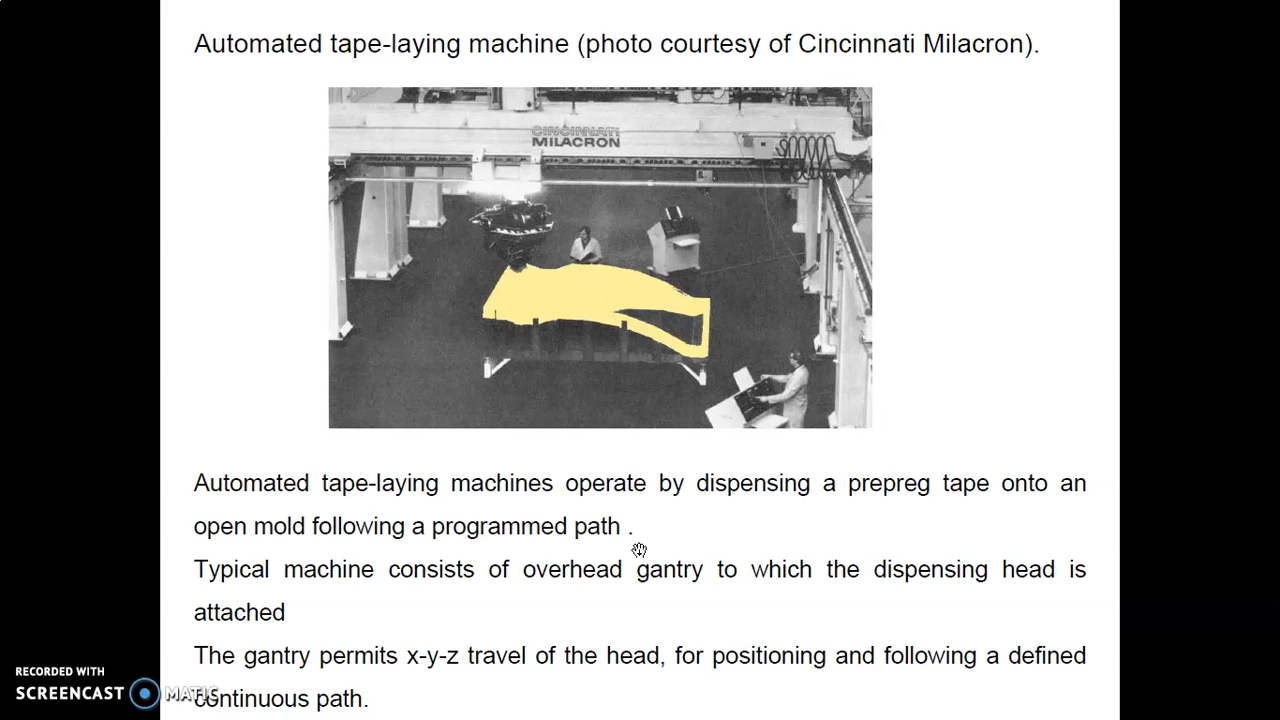 Automated tape-laying machine (photo courtesy of Cincinnati Milacron).
CINCINNATI
MILACRON
Automated tape-laying machines operate by dispensing a prepreg tape onto an
open mold following a programmed path .
Typical machine consists of overhead gantry to which the dispensing head is
attached
The gantry permits x-y-z travel of the head, for positioning and following a defined
continuous path.
RECORDED WITH
SCREENCAST MATIC